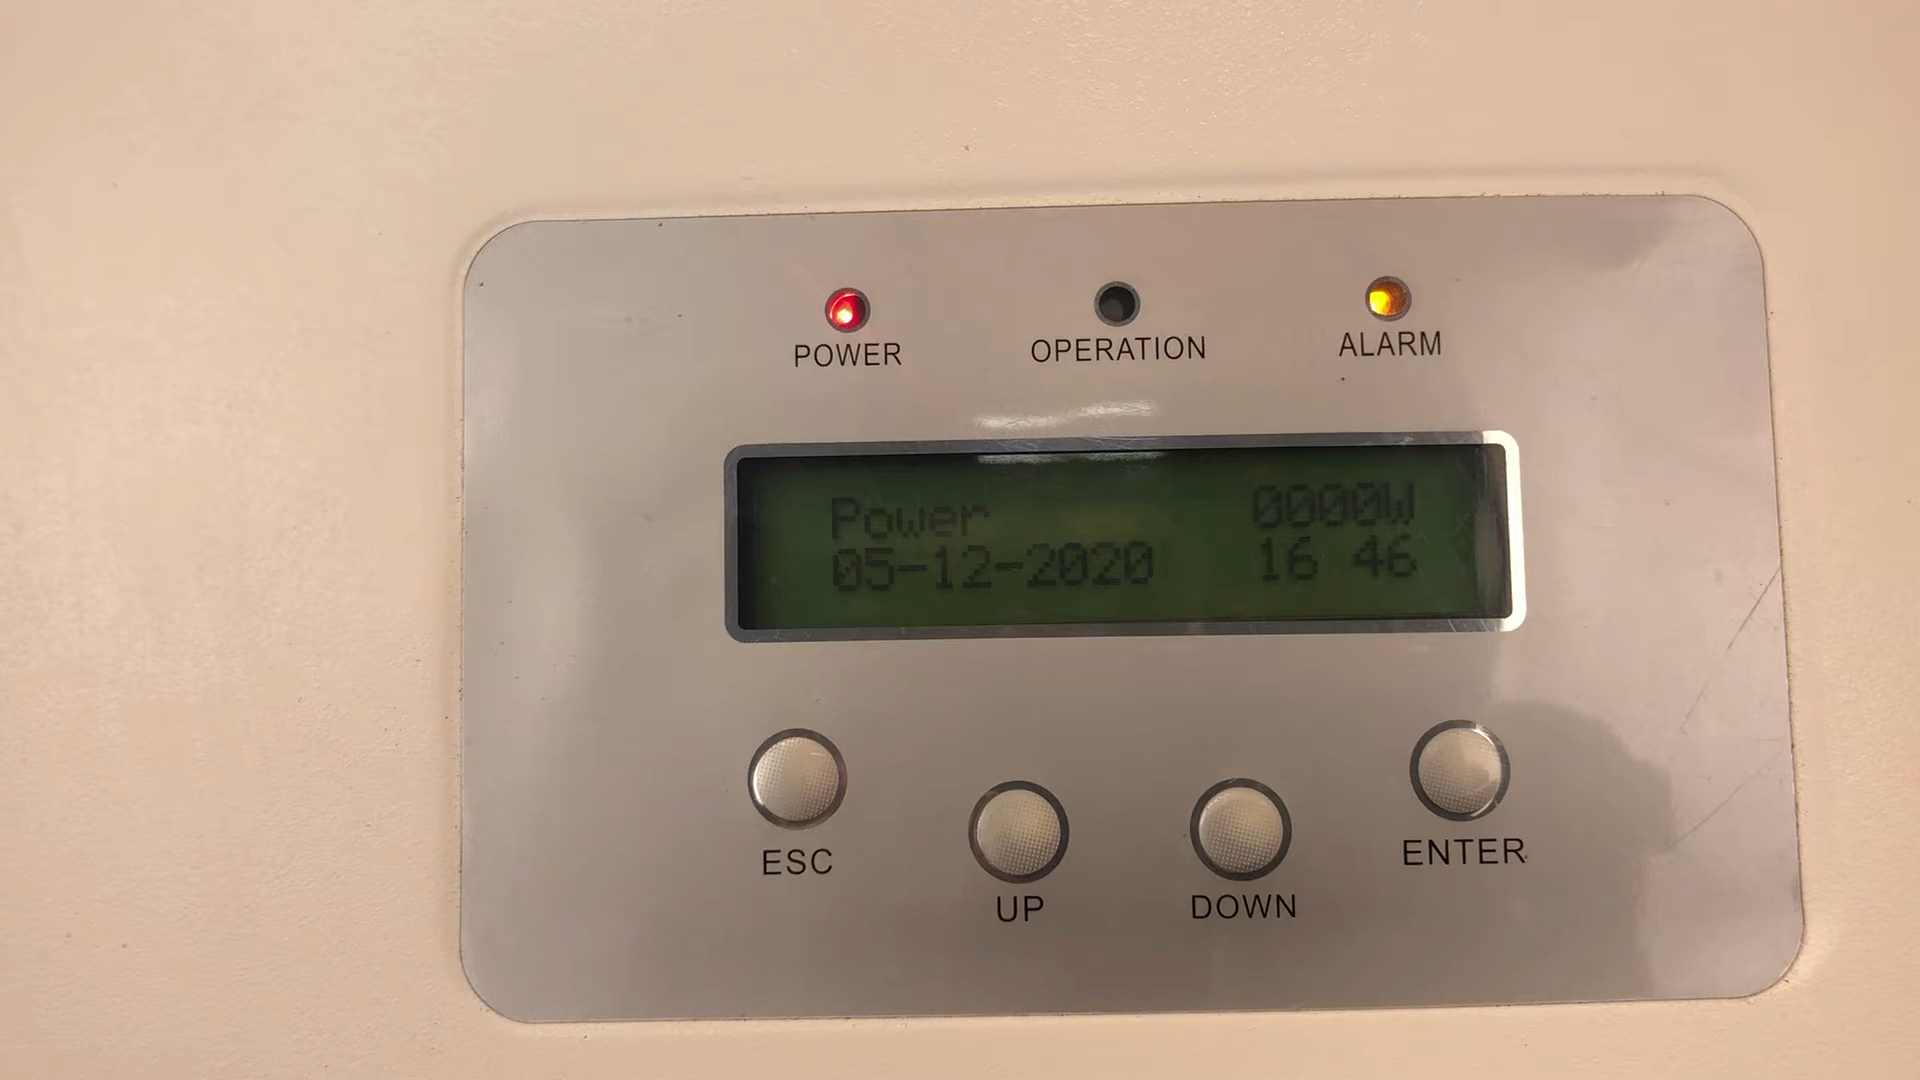 POWER OPERATION ALARM
Power 0000W
05-12-2020 16 46
ESC UP DOWN ENTER